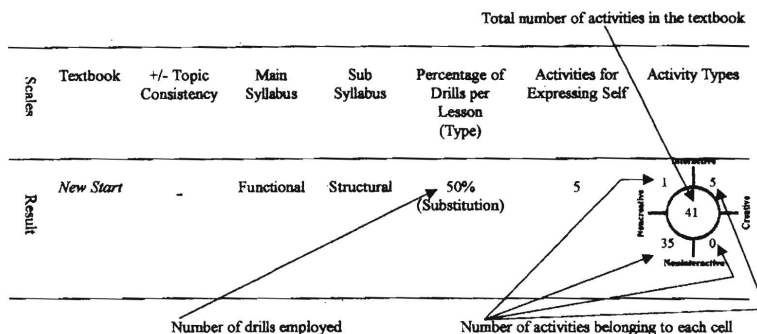 Total number of activities in the textbook
Scales
Textbook
+/- Topic
Consistency
Main
Syllabus
Sub
Syllabus
Percentage of
Drills per
Lesson
(Type)
Activities for
Expressing Self
Activity Types
Result
New Start
-
Functional
Structural
50%
(Substitution)
5
Interactive
1
5
Noncreative
41
Creative
35
0
Noninteractive
Number of drills employed
Number of activities belonging to each cell